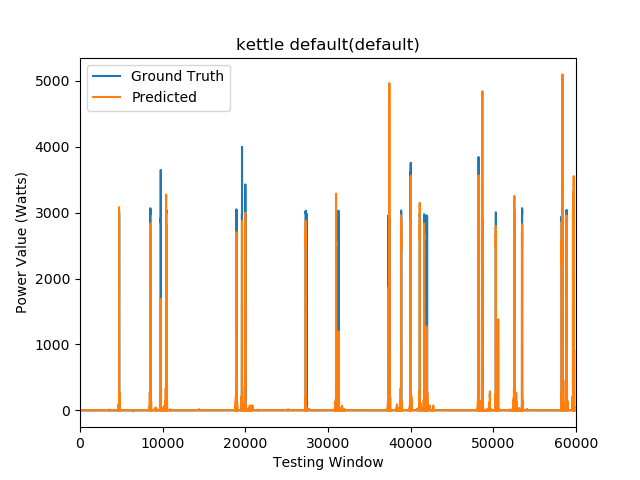 kettle default(default)
Ground Truth
Predicted
Power Value (Watts)
5000
4000
3000
2000
1000
0
0 10000 20000 30000 40000 50000 60000
Testing Window